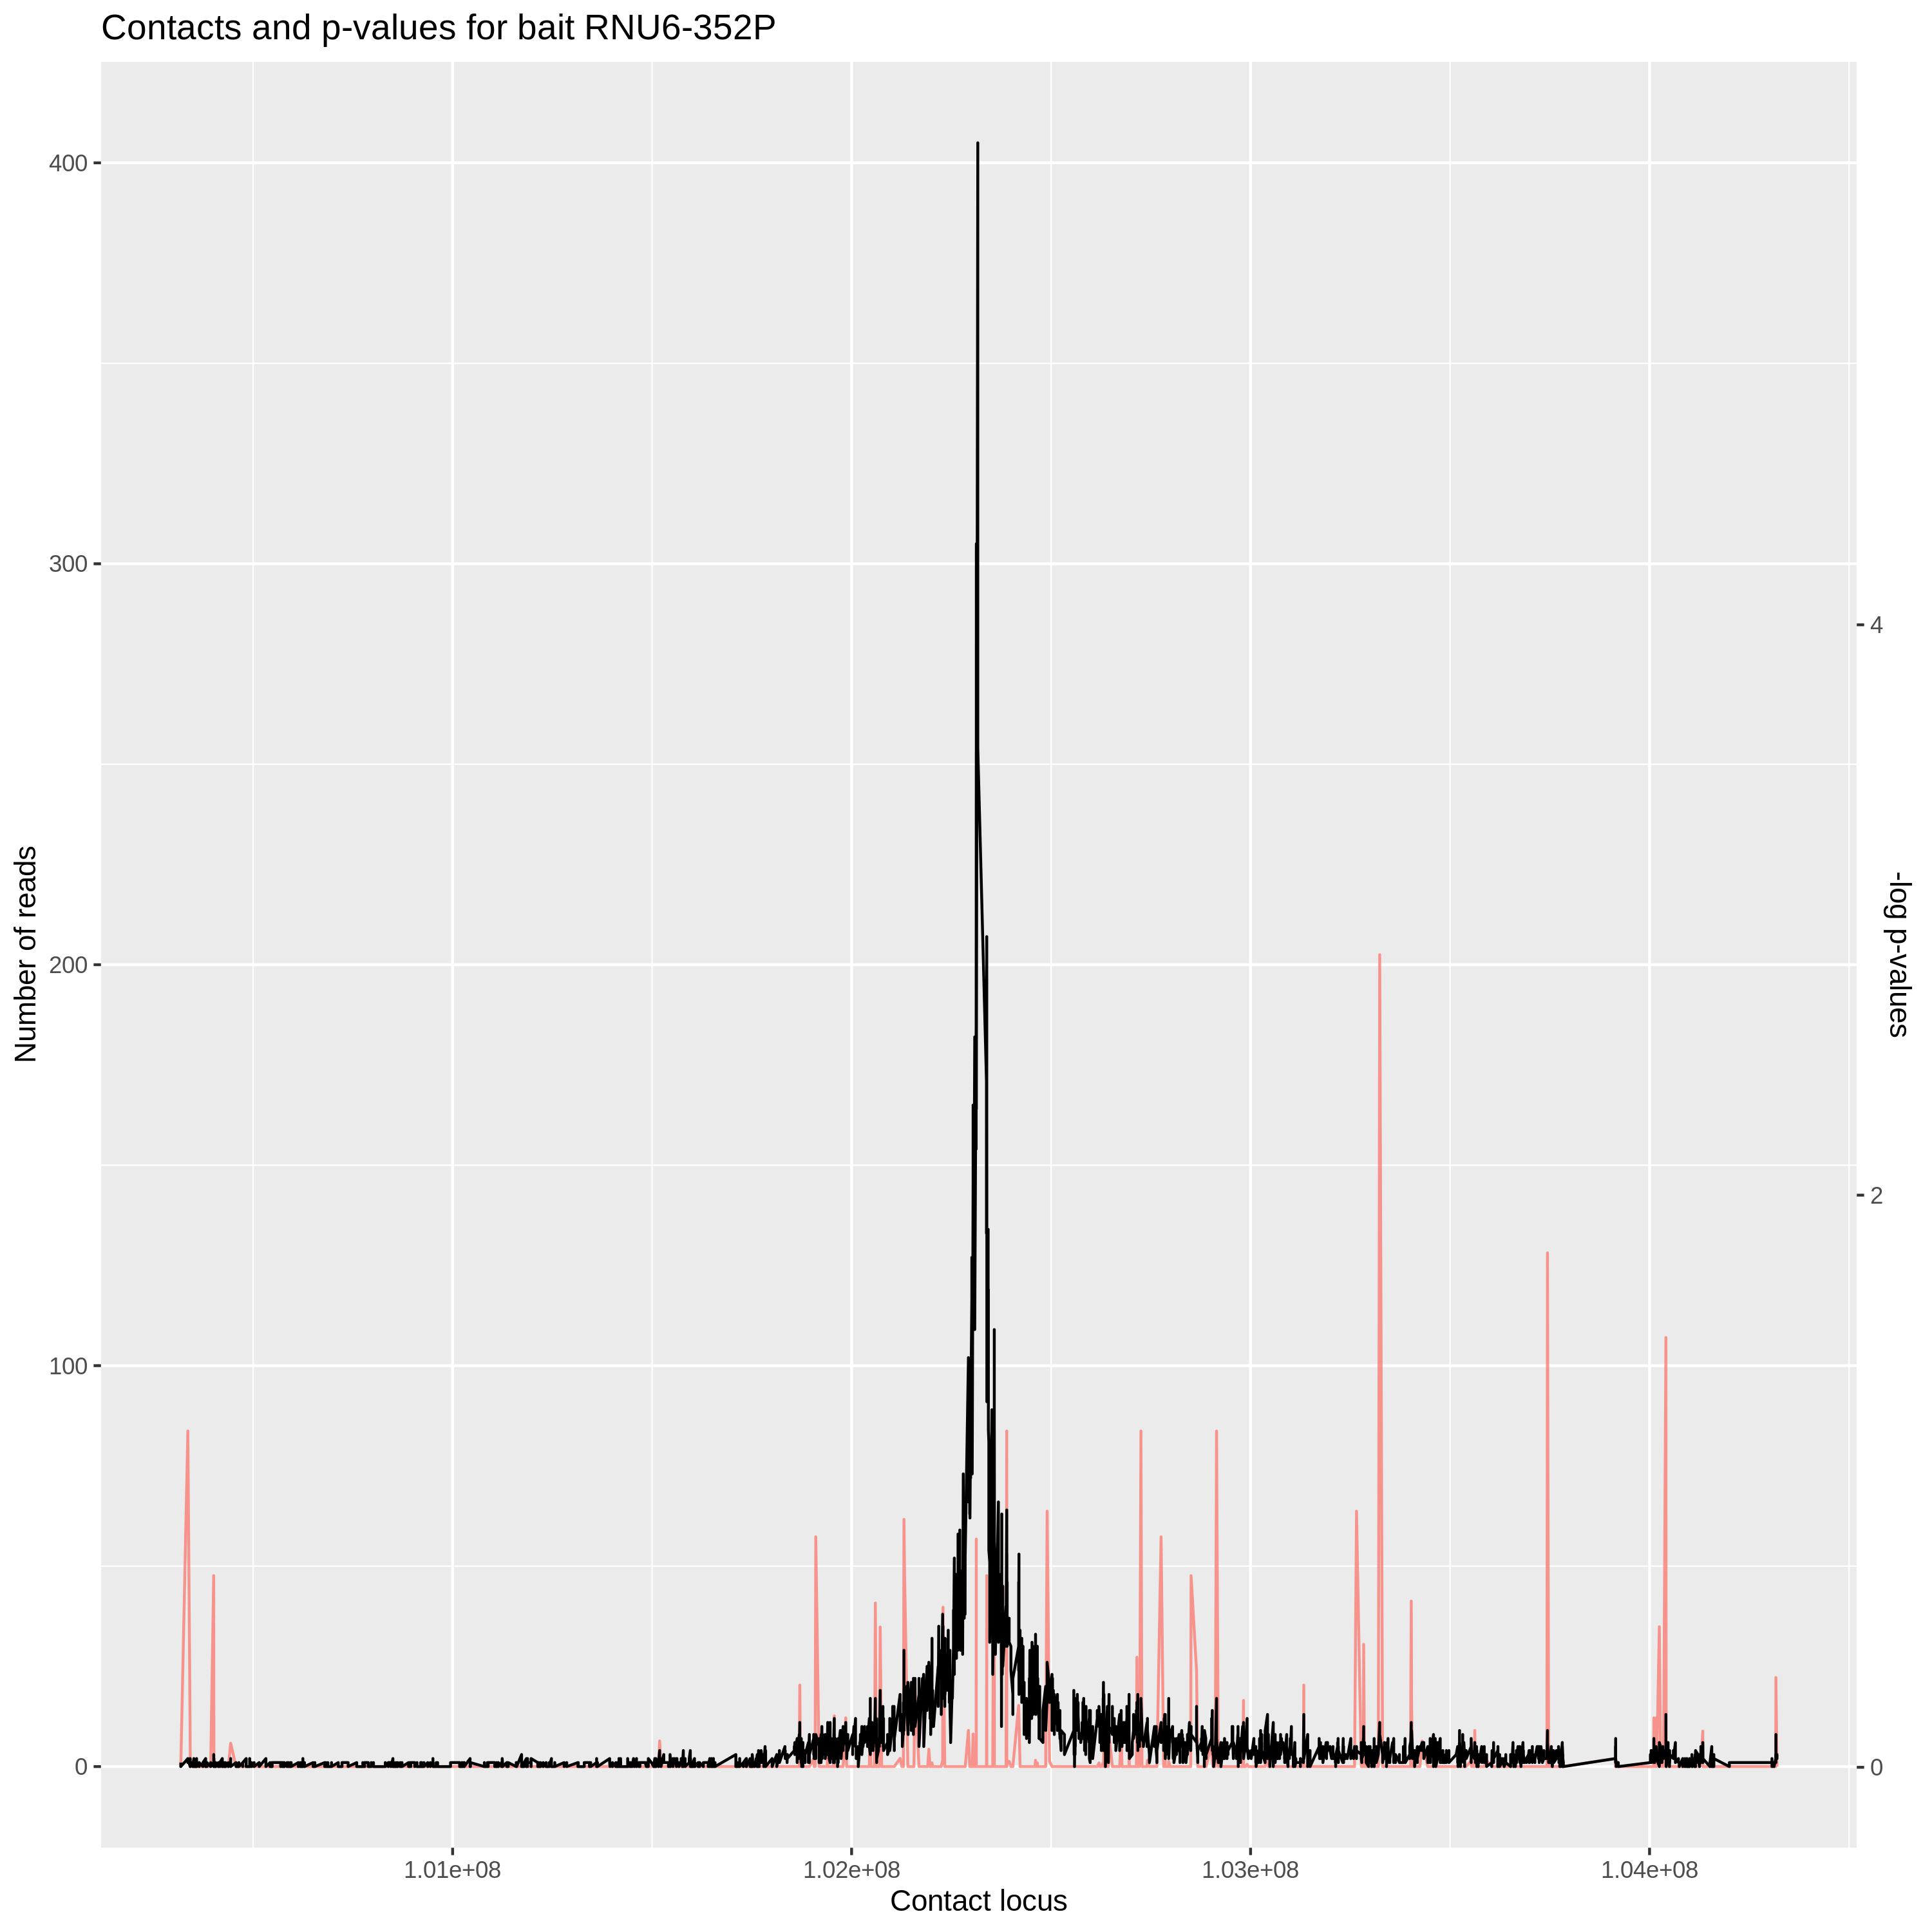 Contacts and p-values for bait RNU6-352P
Number of reads
400
300
200
100
0
4
2
0
-log p-values
1.01e+08
1.02e+08
1.03e+08
1.04e+08
Contact locus